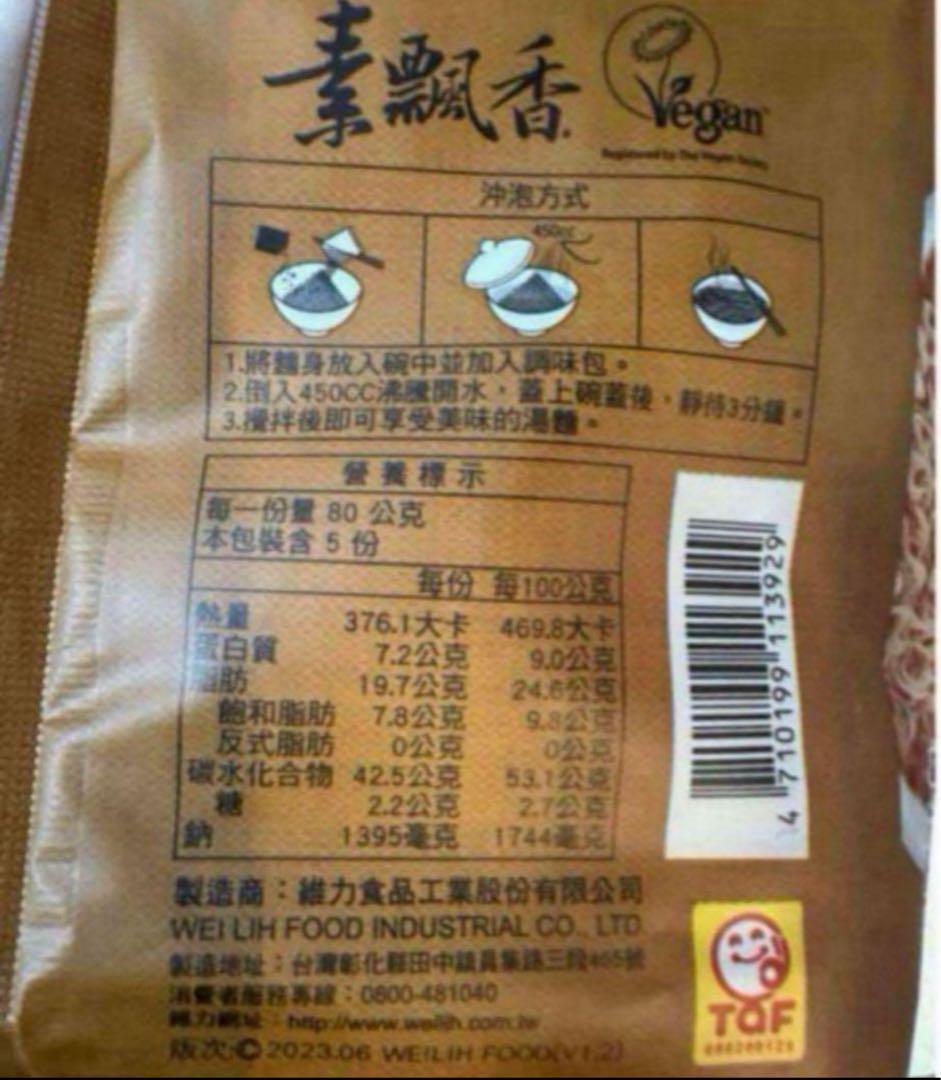 素飄香
Vegan
Registered by The Vegan Society
沖泡方式
450cc
1.將麵身放入碗中並加入調味包。
2.倒入450CC沸騰開水，蓋上碗蓋後，靜待3分鐘。
3.攪拌後即可享受美味的湯麵。
營養標示
每一份量 80 公克
本包裝含 5 份
每份 每100公克
熱量 376.1大卡 469.8大卡
蛋白質 7.2公克 9.0公克
脂肪 19.7公克 24.6公克
飽和脂肪 7.8公克 9.8公克
反式脂肪 0公克 0公克
碳水化合物 42.5公克 53.1公克
糖 2.2公克 2.7公克
鈉 1395毫克 1744毫克
4 710199 113929
製造商：維力食品工業股份有限公司
WEI LIH FOOD INDUSTRIAL CO., LTD
製造地址：台灣彰化縣田中鎮員集路三段465號
消費者服務專線：0800-481040
維力網址：http://www.weilih.com.tw
版次:©2023.06 WEILIH FOOD(V1.2)
TQF